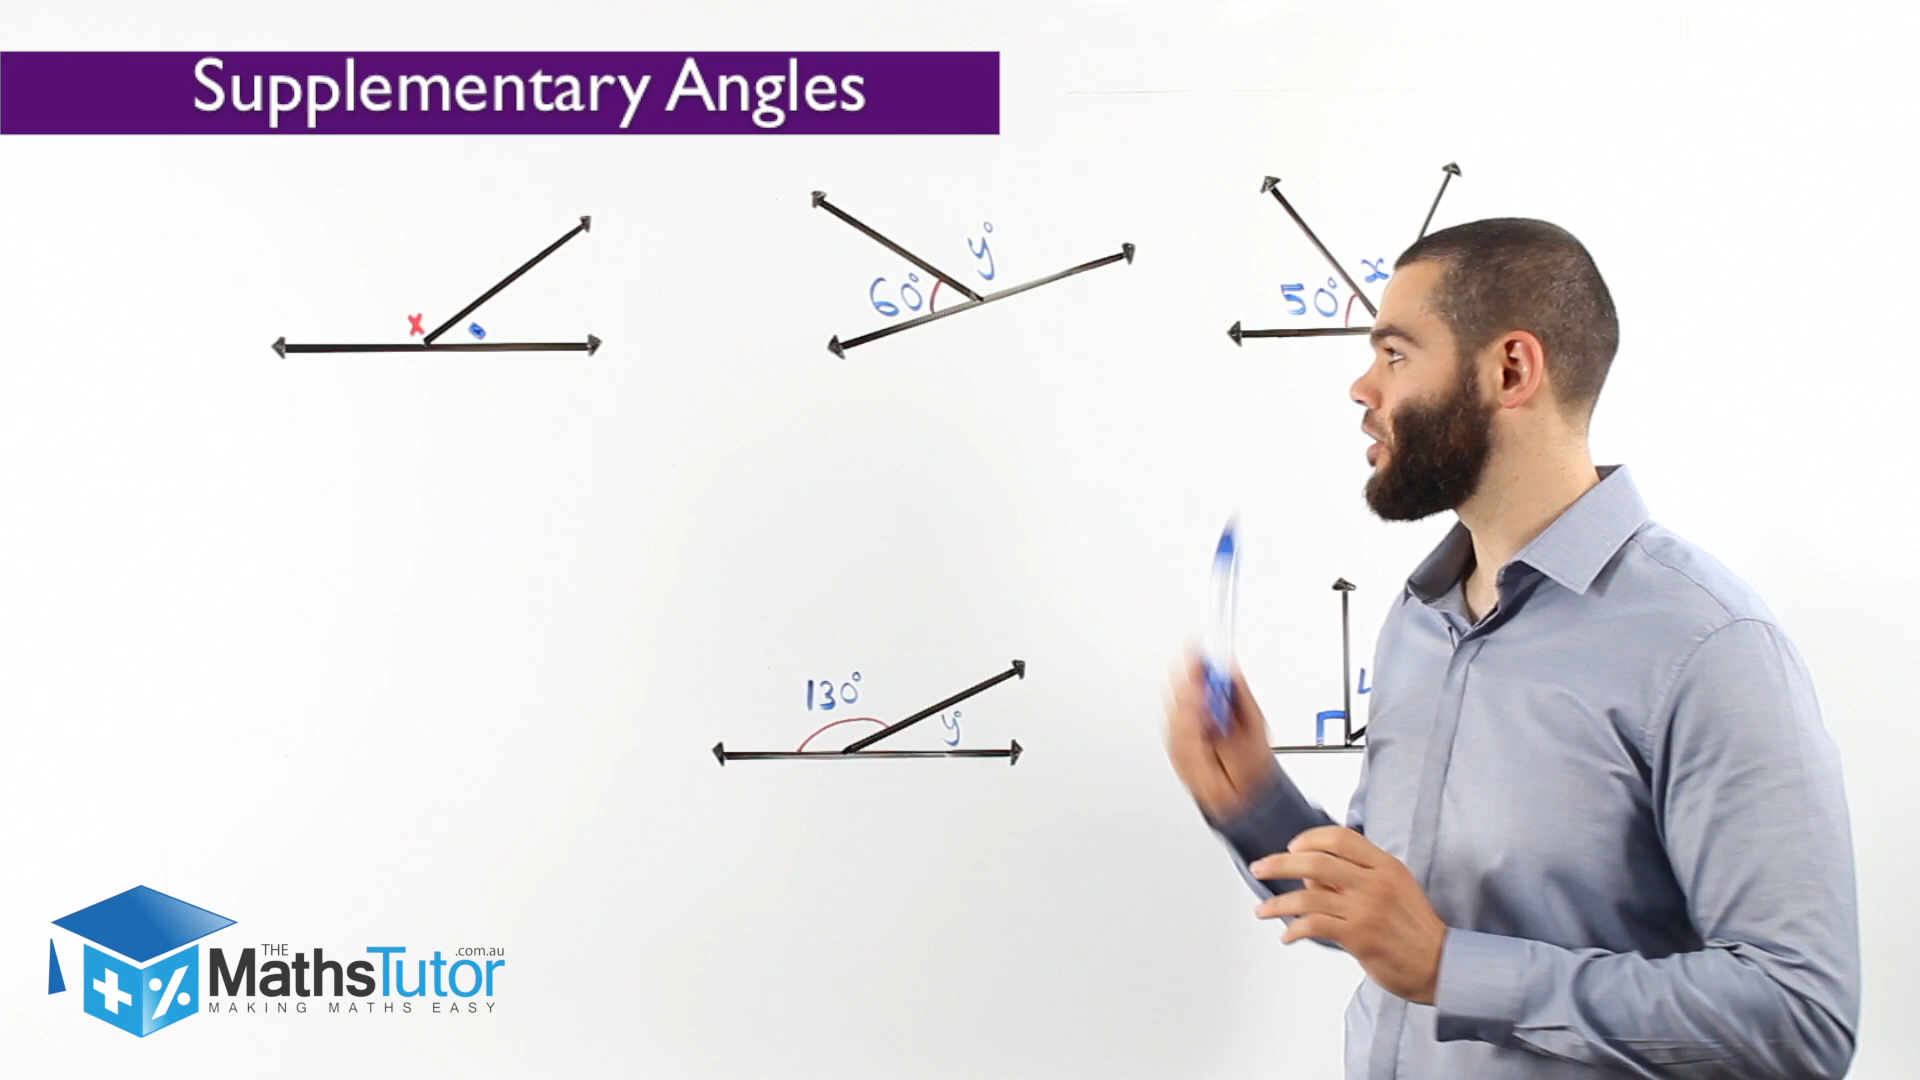 Supplementary Angles
x
60°
y°
50°
x
130°
y°
THE
MathsTutor
.com.au
MAKING MATHS EASY